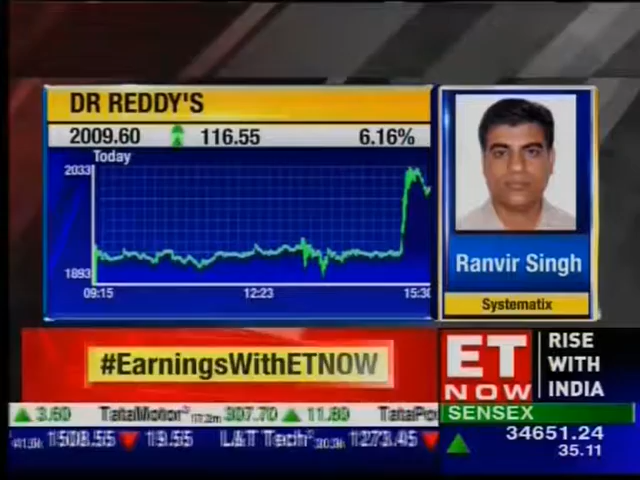 DR REDDY'S
2009.60 116.55 6.16%
Today
2033
1893
09:15 12:23 15:30
Ranvir Singh
Systematix
#EarningsWithETNOW
ET
NOW
RISE
WITH
INDIA
3.60 TataMotor 307.70 11.80 TataPo
SENSEX
1508.55 19.55 L&T Tech 1273.45
34651.24
35.11